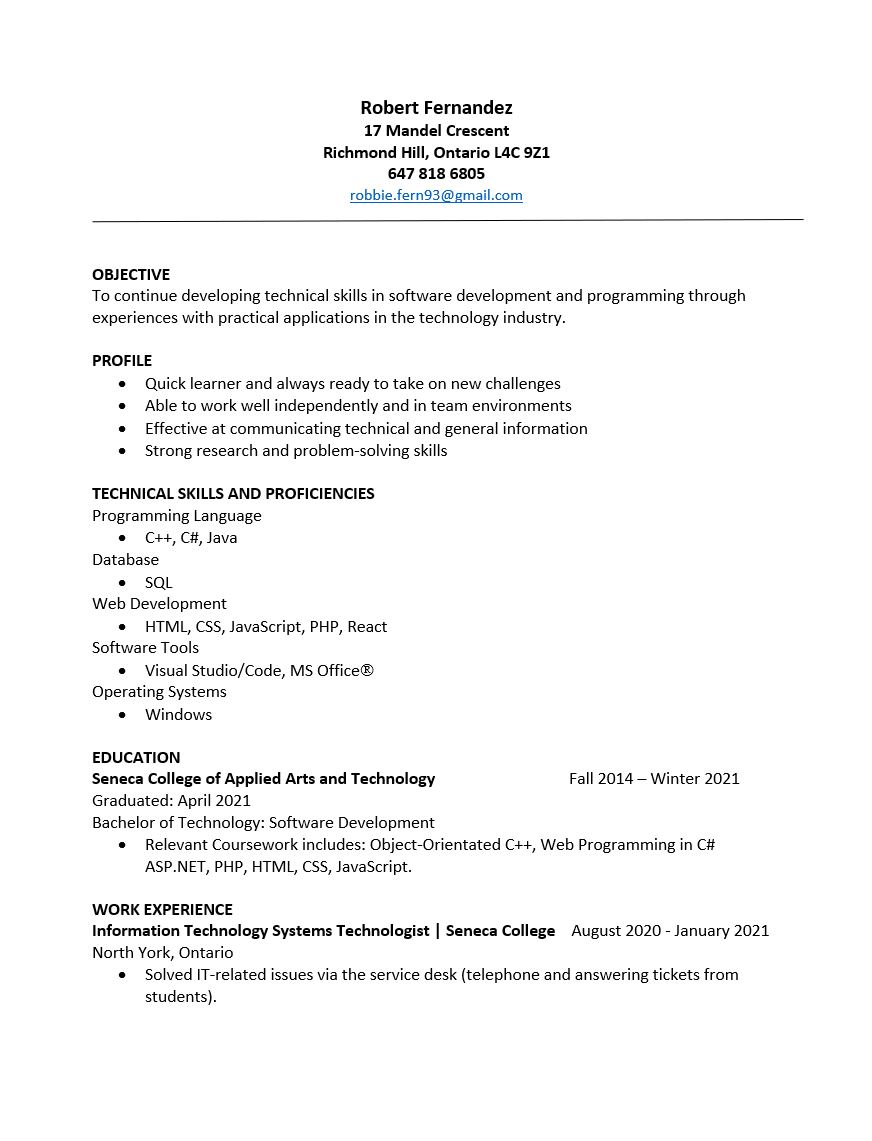 Robert Fernandez
17 Mandel Crescent
Richmond Hill, Ontario L4C 9Z1
647 818 6805
robbie.fern93@gmail.com
OBJECTIVE
To continue developing technical skills in software development and programming through
experiences with practical applications in the technology industry.
PROFILE
• Quick learner and always ready to take on new challenges
• Able to work well independently and in team environments
• Effective at communicating technical and general information
• Strong research and problem-solving skills
TECHNICAL SKILLS AND PROFICIENCIES
Programming Language
• C++, C#, Java
Database
• SQL
Web Development
• HTML, CSS, JavaScript, PHP, React
Software Tools
• Visual Studio/Code, MS Office®
Operating Systems
• Windows
EDUCATION
Seneca College of Applied Arts and Technology Fall 2014 – Winter 2021
Graduated: April 2021
Bachelor of Technology: Software Development
• Relevant Coursework includes: Object-Orientated C++, Web Programming in C#
ASP.NET, PHP, HTML, CSS, JavaScript.
WORK EXPERIENCE
Information Technology Systems Technologist | Seneca College August 2020 - January 2021
North York, Ontario
• Solved IT-related issues via the service desk (telephone and answering tickets from
students).